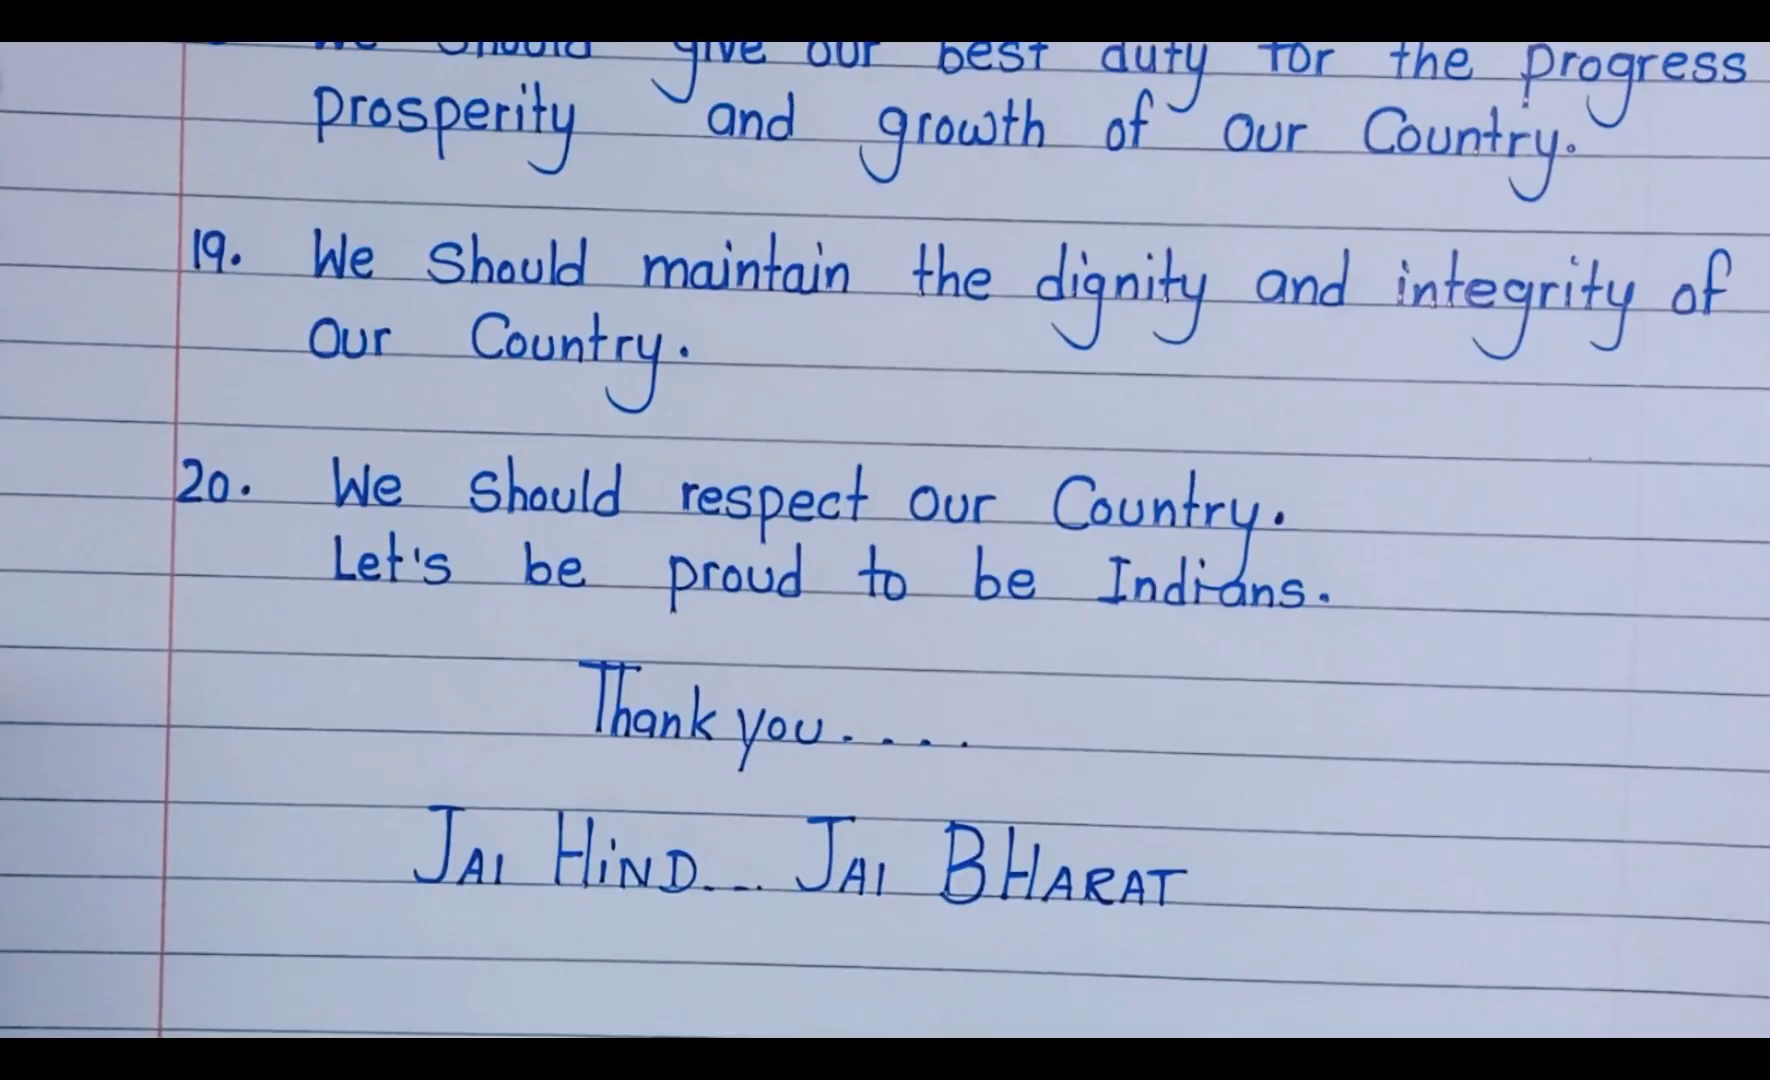 We should give our best duty for the progress
prosperity and growth of our Country.
19. We should maintain the dignity and integrity of
our Country.
20. We should respect our Country.
Let's be proud to be Indians.
Thank you....
JAI HIND... JAI BHARAT